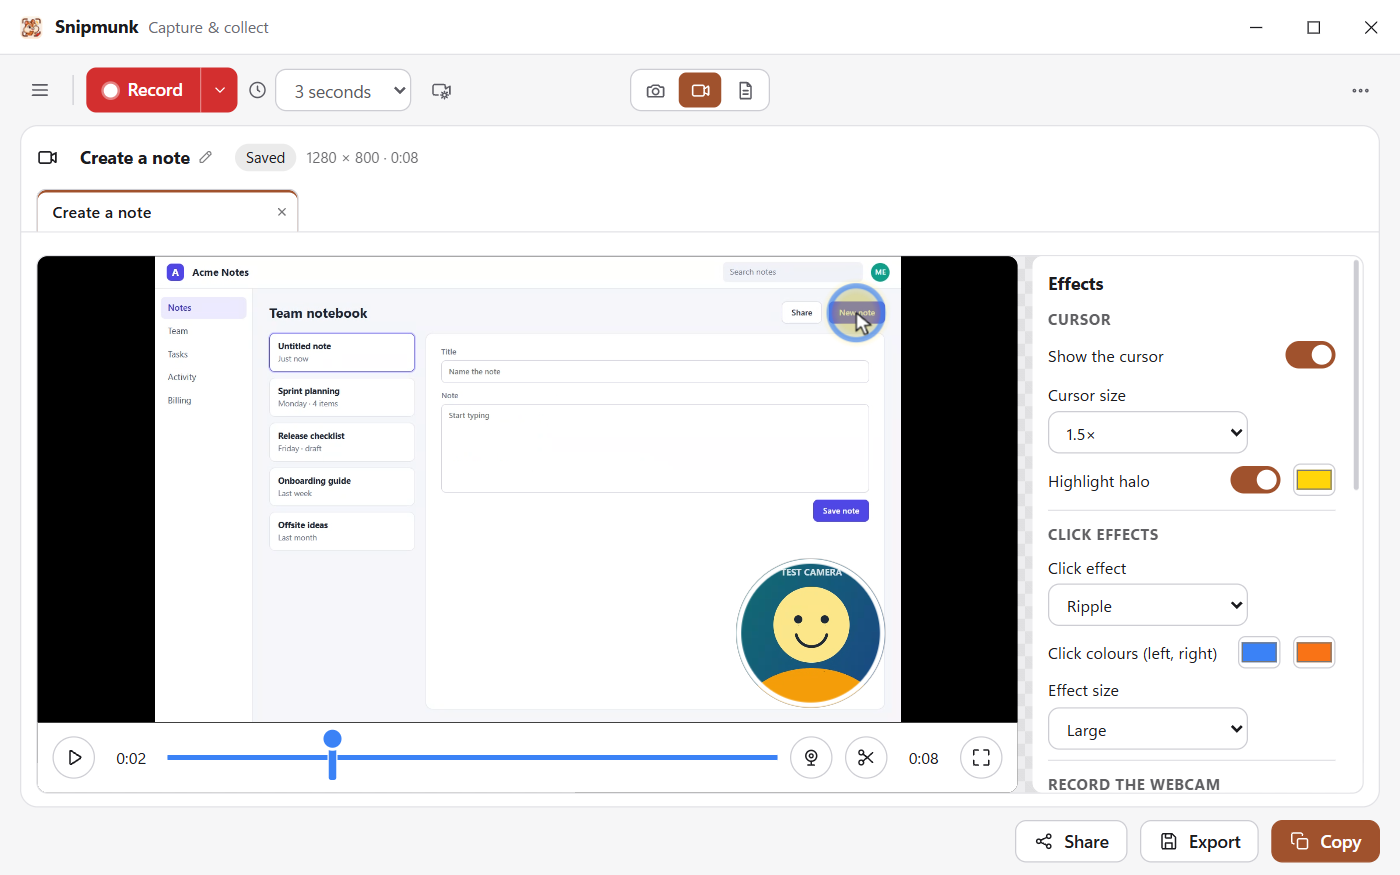 Snipmunk Capture & collect
Record
3 seconds
Create a note
Saved
1280 × 800 · 0:08
Create a note
A
Acme Notes
Search notes
ME
Notes
Team
Tasks
Activity
Billing
Team notebook
Share
New note
Untitled note
Just now
Sprint planning
Monday · 4 items
Release checklist
Friday · draft
Onboarding guide
Last week
Offsite ideas
Last month
Title
Name the note
Note
Start typing
Save note
TEST CAMERA
0:02
0:08
Effects
CURSOR
Show the cursor
Cursor size
1.5×
Highlight halo
CLICK EFFECTS
Click effect
Ripple
Click colours (left, right)
Effect size
Large
RECORD THE WEBCAM
Share
Export
Copy